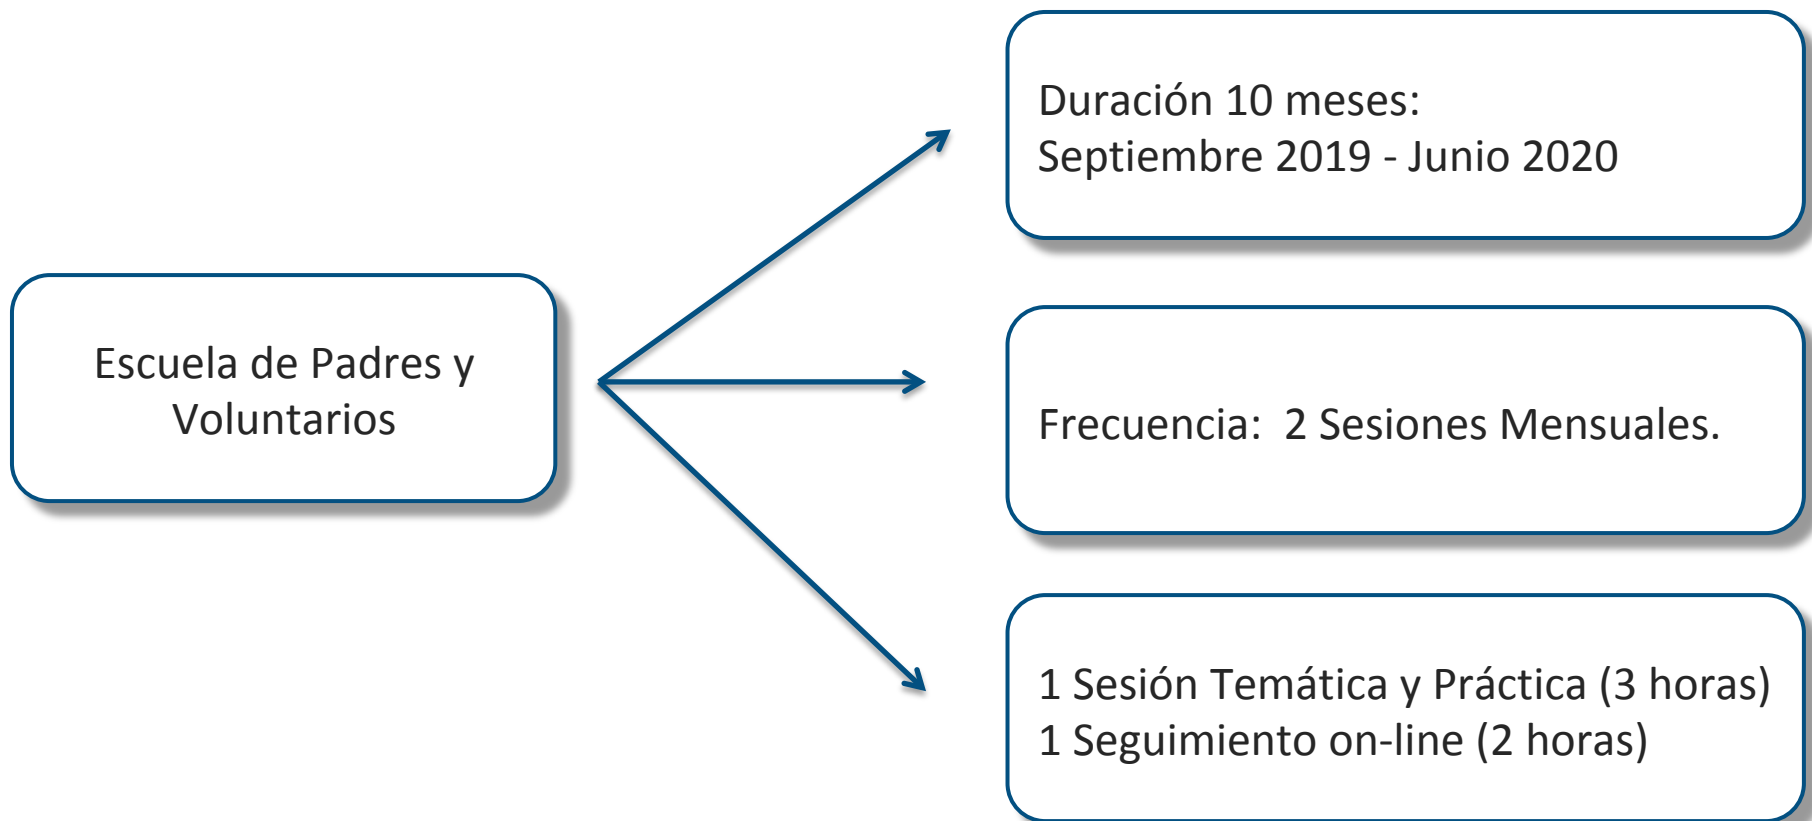 Escuela de Padres y
Voluntarios
Duración 10 meses:
Septiembre 2019 - Junio 2020
Frecuencia:  2 Sesiones Mensuales.
1 Sesión Temática y Práctica (3 horas)
1 Seguimiento on-line (2 horas)